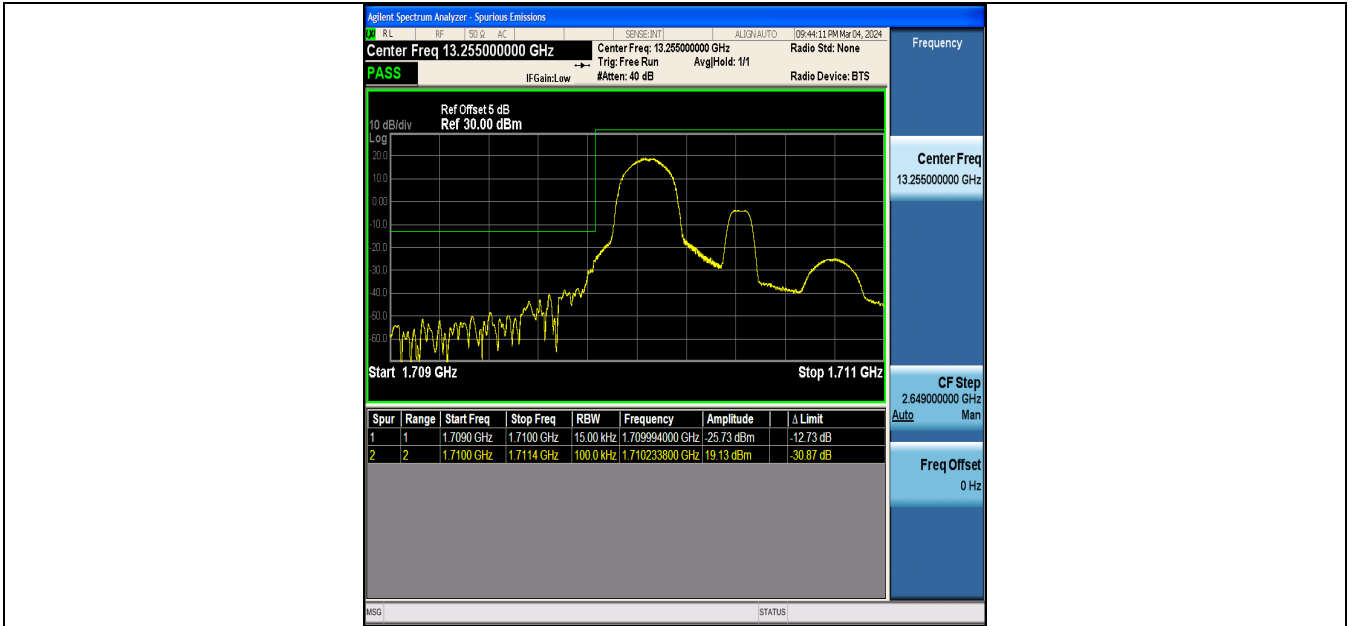 Agilent Spectrum Analyzer - Spurious Emissions
LXI RL RF 50 Ω AC SENSE:INT ALIGN AUTO 09:44:11 PM Mar 04, 2024
Center Freq 13.255000000 GHz Center Freq: 13.255000000 GHz Radio Std: None
Trig: Free Run Avg|Hold: 1/1
PASS IFGain:Low #Atten: 40 dB Radio Device: BTS
Ref Offset 5 dB
10 dB/div Ref 30.00 dBm
Log
20.0
10.0
0.00
-10.0
-20.0
-30.0
-40.0
-50.0
-60.0
Start 1.709 GHz Stop 1.711 GHz
Spur Range Start Freq Stop Freq RBW Frequency Amplitude Δ Limit
1 1 1.7090 GHz 1.7100 GHz 15.00 kHz 1.709994000 GHz -25.73 dBm -12.73 dB
2 2 1.7100 GHz 1.7114 GHz 100.0 kHz 1.710233800 GHz 19.13 dBm -30.87 dB
MSG STATUS
Frequency
Center Freq
13.255000000 GHz
CF Step
2.649000000 GHz
Auto Man
Freq Offset
0 Hz